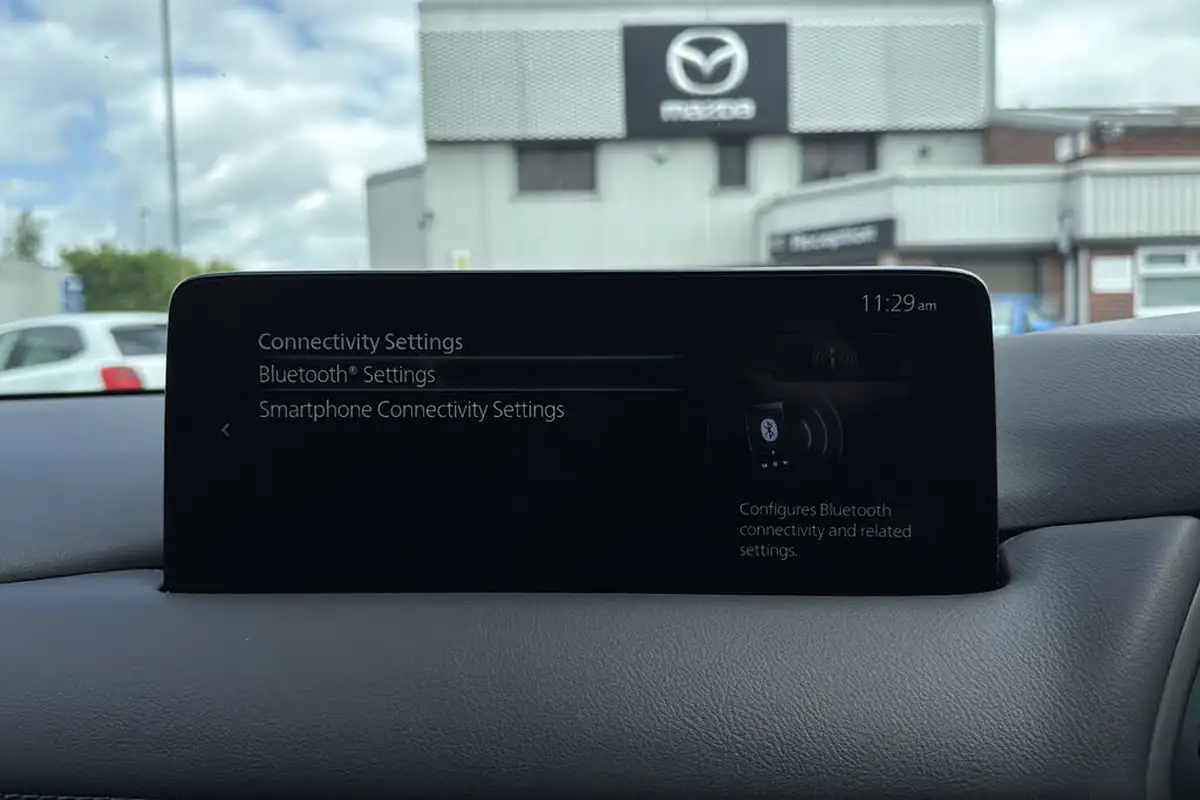 mazda
Reception
11:29 am
Connectivity Settings
Bluetooth® Settings
Smartphone Connectivity Settings
Configures Bluetooth
connectivity and related
settings.